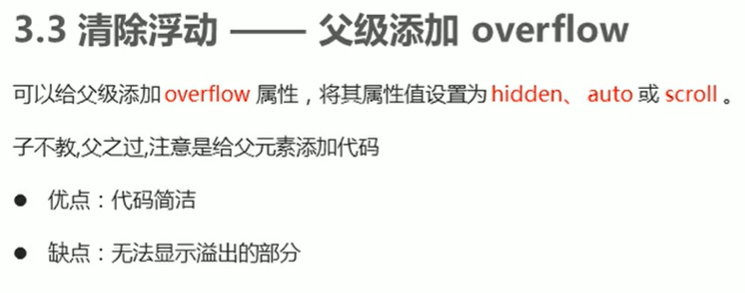 3.3 清除浮动 —— 父级添加 overflow
可以给父级添加 overflow 属性，将其属性值设置为 hidden、 auto 或 scroll 。
子不教,父之过,注意是给父元素添加代码
● 优点：代码简洁
● 缺点：无法显示溢出的部分